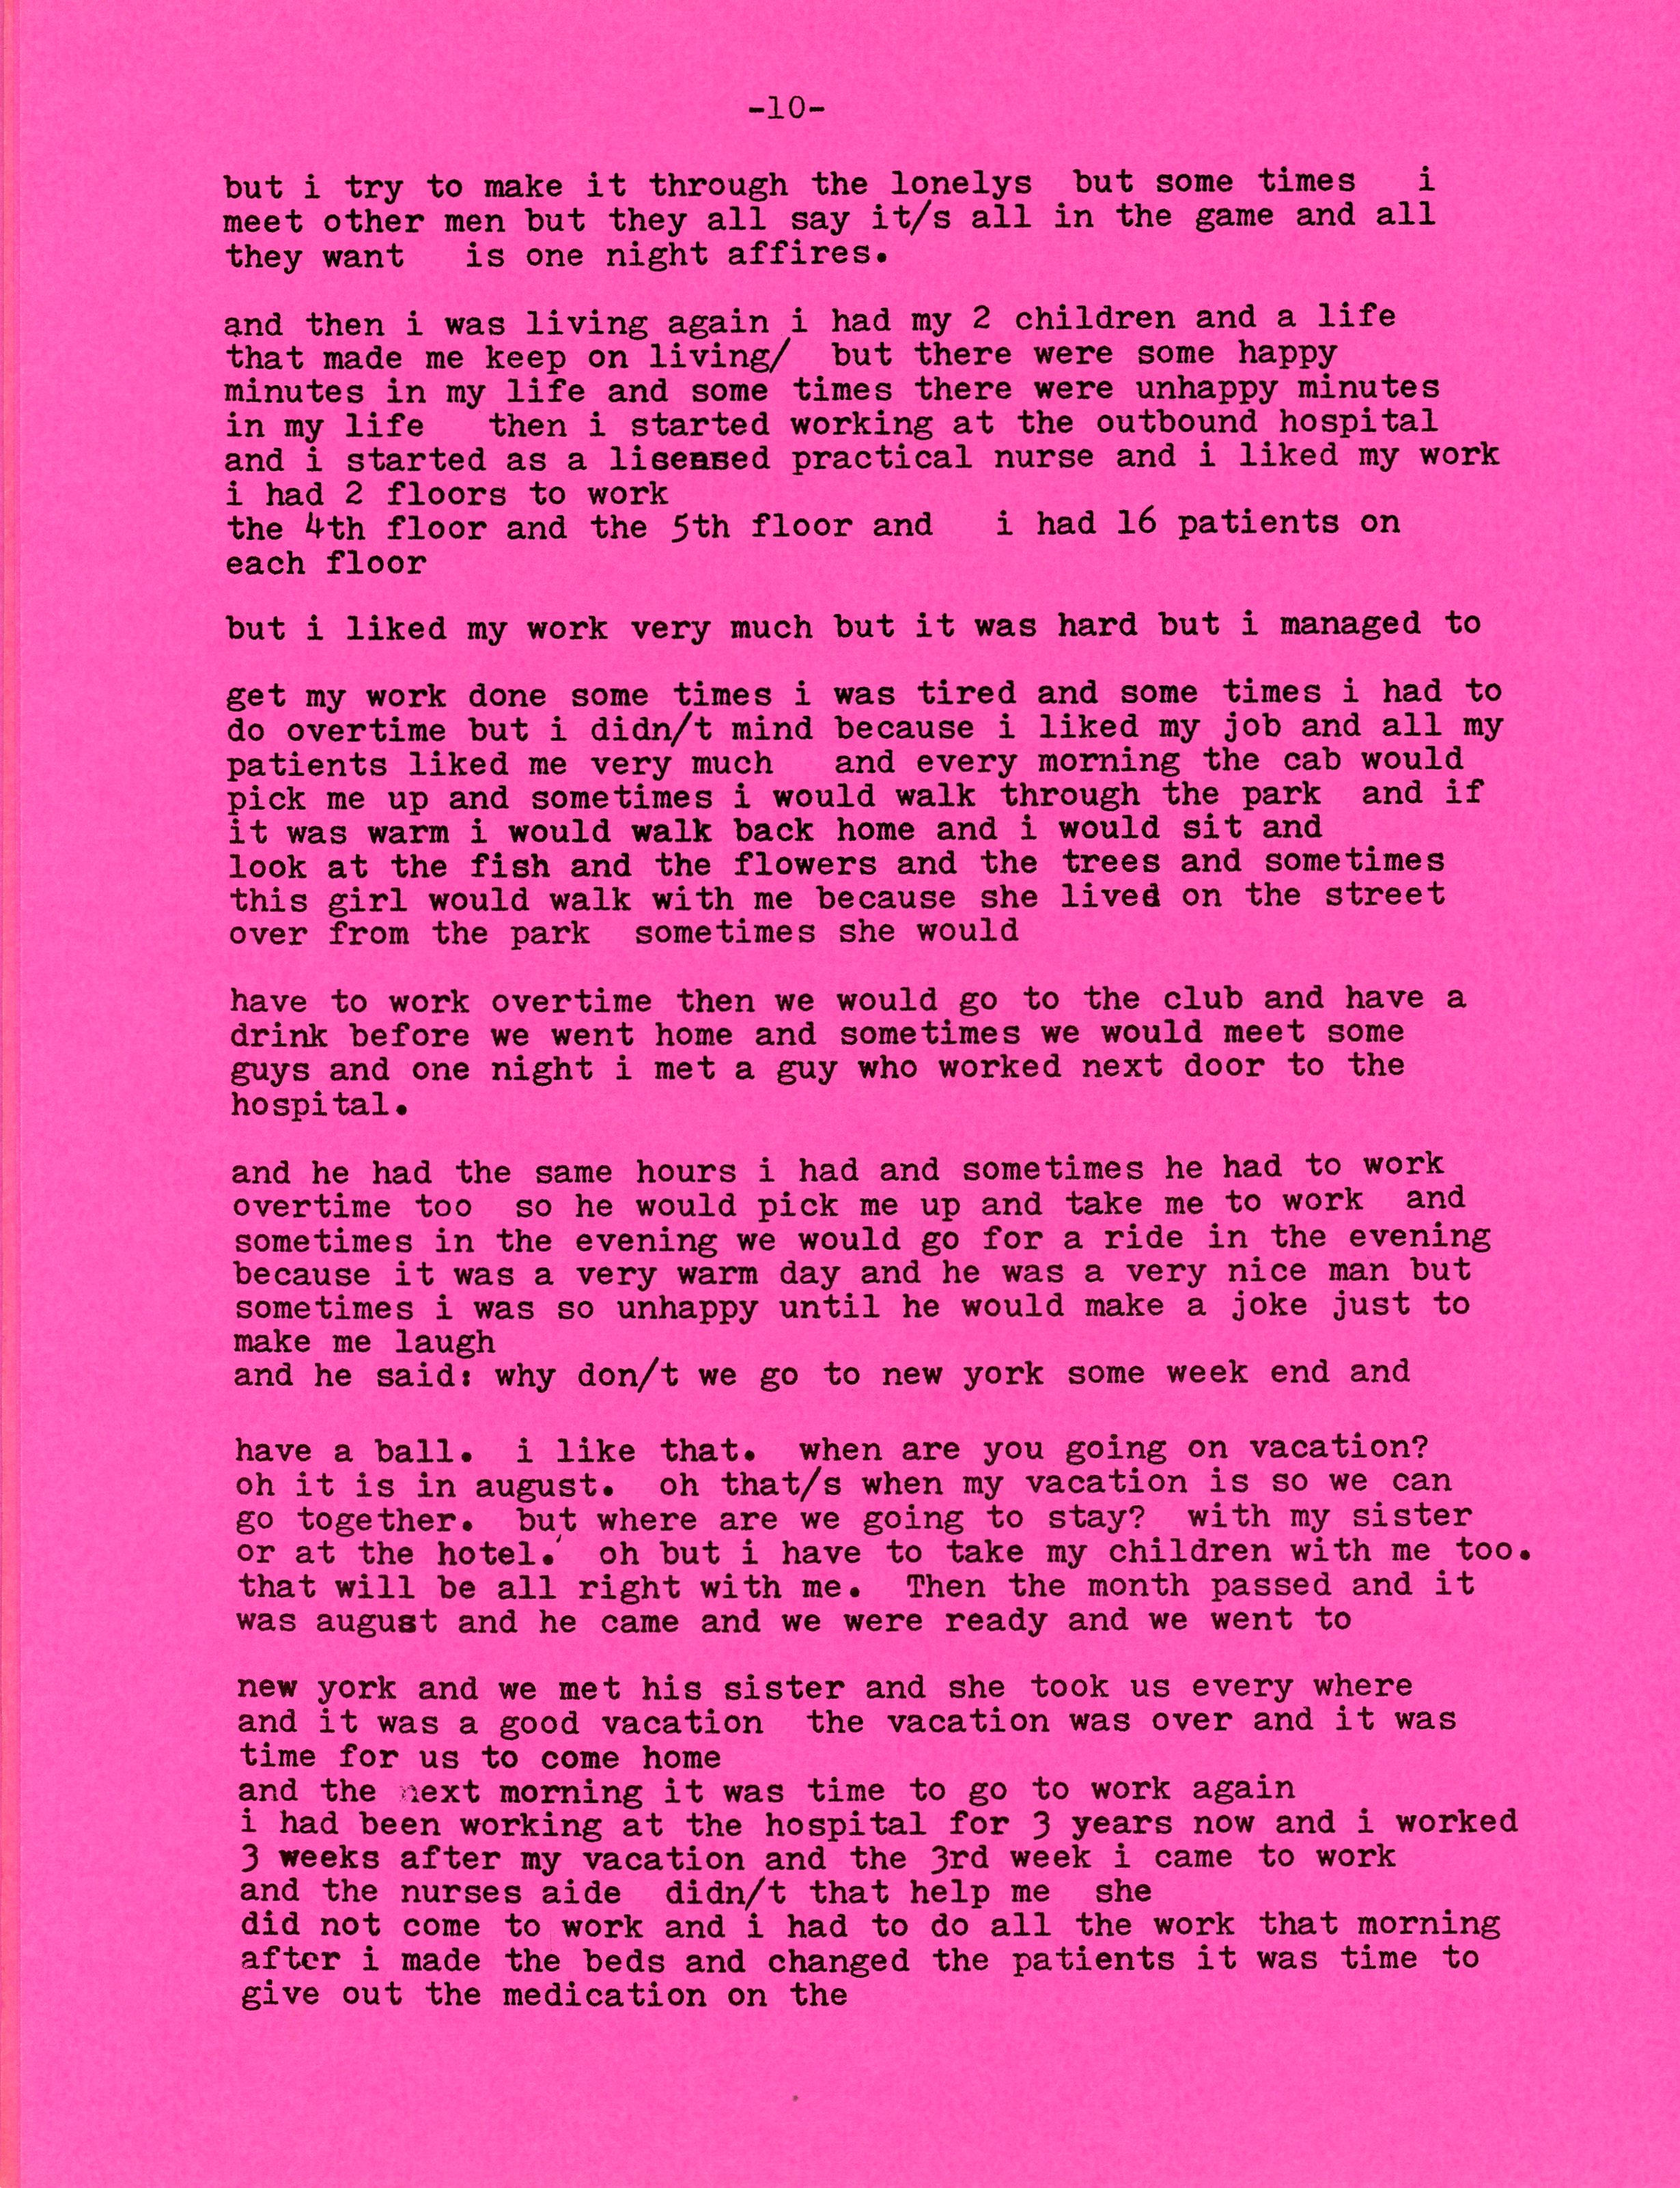 -10-
but i try to make it through the lonelys  but some times   i
meet other men but they all say it/s all in the game and all
they want   is one night affires.
and then i was living again i had my 2 children and a life
that made me keep on living/  but there were some happy
minutes in my life and some times there were unhappy minutes
in my life   then i started working at the outbound hospital
and i started as a lisensed practical nurse and i liked my work
i had 2 floors to work
the 4th floor and the 5th floor and   i had 16 patients on
each floor
but i liked my work very much but it was hard but i managed to
get my work done some times i was tired and some times i had to
do overtime but i didn/t mind because i liked my job and all my
patients liked me very much   and every morning the cab would
pick me up and sometimes i would walk through the park  and if
it was warm i would walk back home and i would sit and
look at the fish and the flowers and the trees and sometimes
this girl would walk with me because she lived on the street
over from the park  sometimes she would
have to work overtime then we would go to the club and have a
drink before we went home and sometimes we would meet some
guys and one night i met a guy who worked next door to the
hospital.
and he had the same hours i had and sometimes he had to work
overtime too  so he would pick me up and take me to work  and
sometimes in the evening we would go for a ride in the evening
because it was a very warm day and he was a very nice man but
sometimes i was so unhappy until he would make a joke just to
make me laugh
and he said: why don/t we go to new york some week end and
have a ball.  i like that.  when are you going on vacation?
oh it is in august.  oh that/s when my vacation is so we can
go together.  but where are we going to stay?  with my sister
or at the hotel.  oh but i have to take my children with me too.
that will be all right with me.  Then the month passed and it
was august and he came and we were ready and we went to
new york and we met his sister and she took us every where
and it was a good vacation  the vacation was over and it was
time for us to come home
and the next morning it was time to go to work again
i had been working at the hospital for 3 years now and i worked
3 weeks after my vacation and the 3rd week i came to work
and the nurses aide  didn/t that help me  she
did not come to work and i had to do all the work that morning
after i made the beds and changed the patients it was time to
give out the medication on the